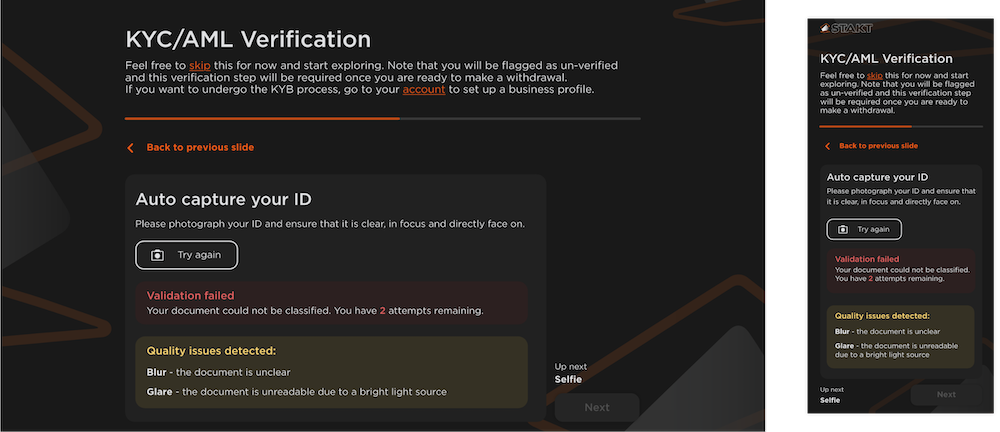 KYC/AML Verification
Feel free to skip this for now and start exploring. Note that you will be flagged as un-verified
and this verification step will be required once you are ready to make a withdrawal.
If you want to undergo the KYB process, go to your account to set up a business profile.
Back to previous slide
Auto capture your ID
Please photograph your ID and ensure that it is clear, in focus and directly face on.
Try again
Validation failed
Your document could not be classified. You have 2 attempts remaining.
Quality issues detected:
Blur - the document is unclear
Glare - the document is unreadable due to a bright light source
Up next
Selfie
Next
STAKT
KYC/AML Verification
Feel free to skip this for now and start
exploring. Note that you will be flagged
as un-verified and this verification step
will be required once you are ready to
make a withdrawal.
Back to previous slide
Auto capture your ID
Please photograph your ID and ensure that
it is clear, in focus and directly face on.
Try again
Validation failed
Your document could not be classified.
You have 2 attempts remaining.
Quality issues detected:
Blur - the document is unclear
Glare - the document is unreadable
due to a bright light source
Up next
Selfie
Next